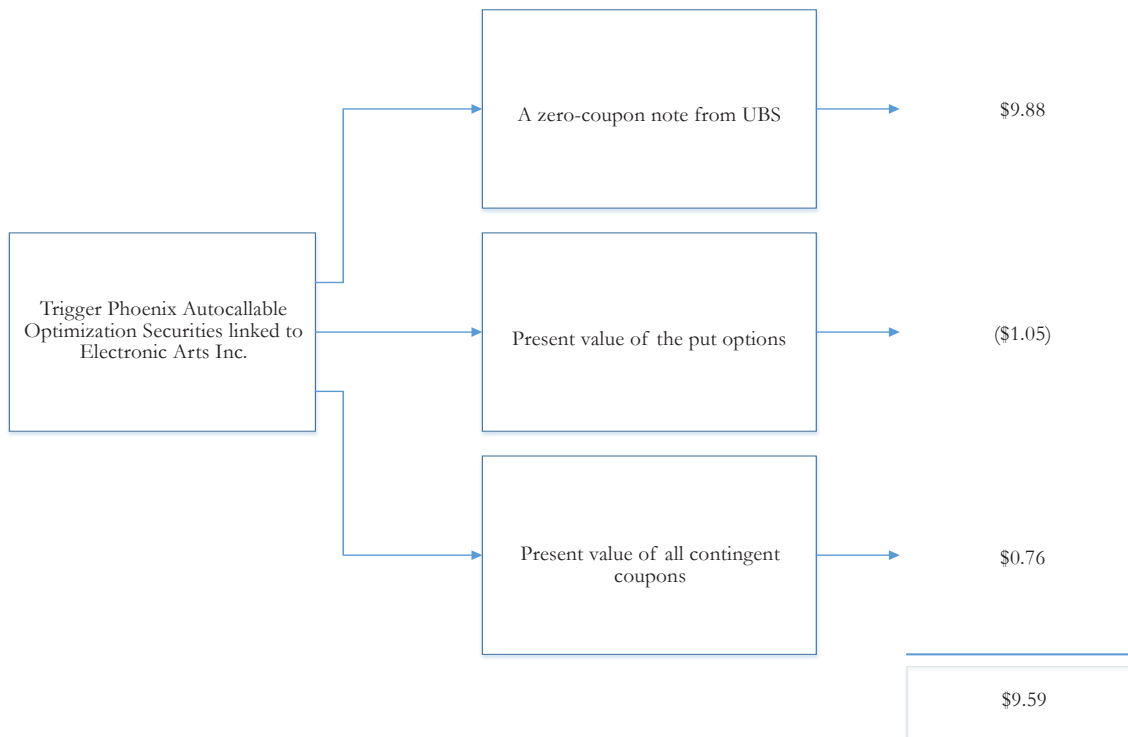 A zero-coupon note from UBS
$9.88
Trigger Phoenix Autocallable
Optimization Securities linked to
Electronic Arts Inc.
Present value of the put options
($1.05)
Present value of all contingent
coupons
$0.76
$9.59